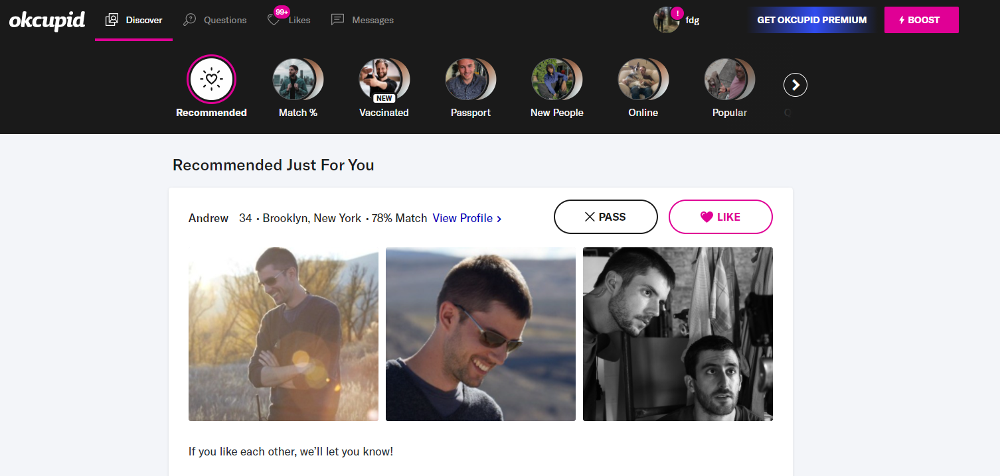 okcupid Discover Questions 99+ Likes Messages ! fdg GET OKCUPID PREMIUM BOOST
NEW
Recommended Match % Vaccinated Passport New People Online Popular Q
Recommended Just For You
Andrew 34 • Brooklyn, New York • 78% Match View Profile > PASS LIKE
If you like each other, we’ll let you know!